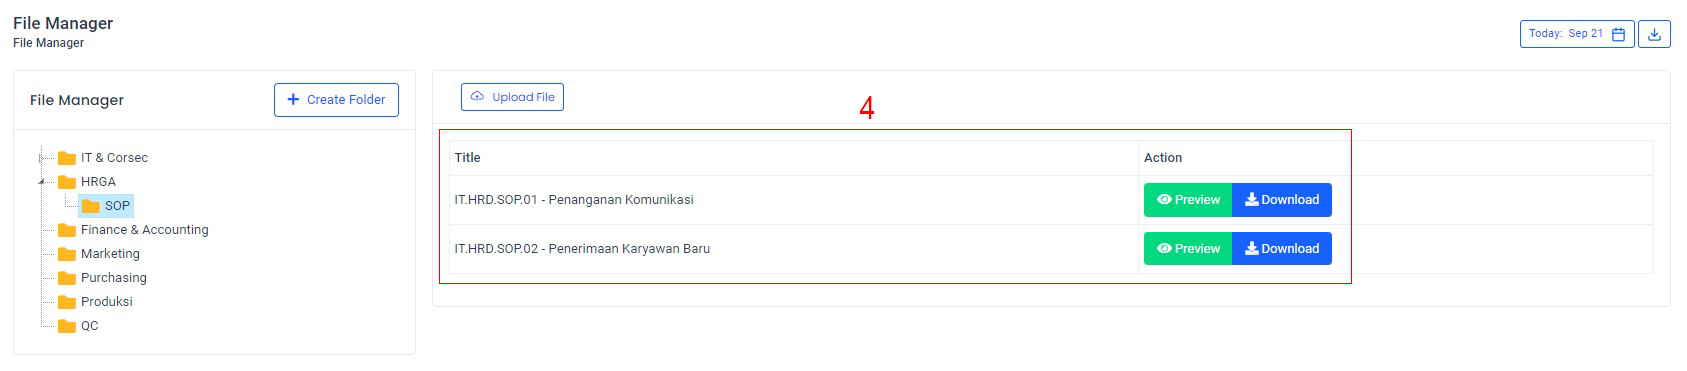 File Manager
File Manager
Today: Sep 21
File Manager
Create Folder
IT & Corsec
HRGA
SOP
Finance & Accounting
Marketing
Purchasing
Produksi
QC
Upload File
4
Title Action
IT.HRD.SOP.01 - Penanganan Komunikasi Preview Download
IT.HRD.SOP.02 - Penerimaan Karyawan Baru Preview Download